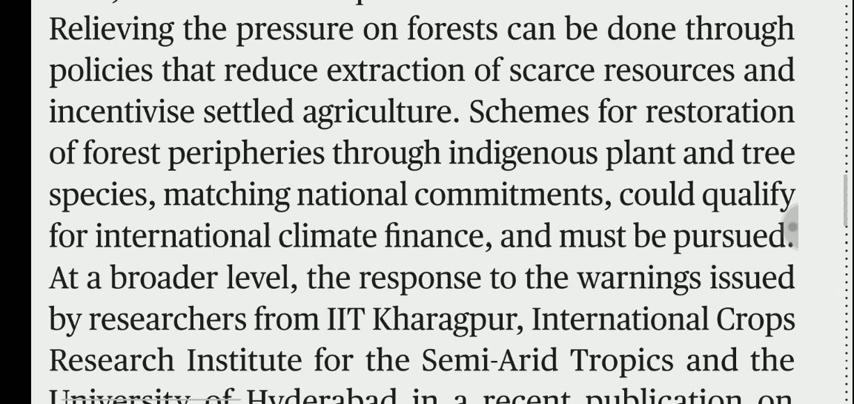 Relieving the pressure on forests can be done through
policies that reduce extraction of scarce resources and
incentivise settled agriculture. Schemes for restoration
of forest peripheries through indigenous plant and tree
species, matching national commitments, could qualify
for international climate finance, and must be pursued.
At a broader level, the response to the warnings issued
by researchers from IIT Kharagpur, International Crops
Research Institute for the Semi-Arid Tropics and the
University of Hyderabad in a recent publication on